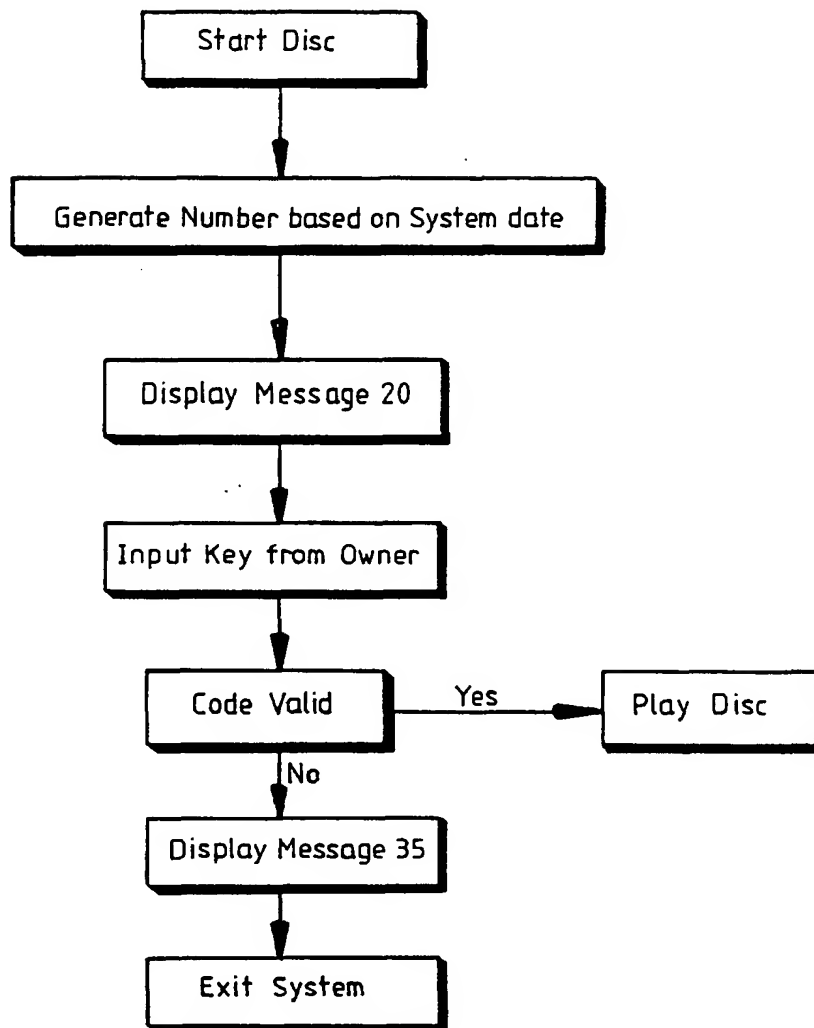 Start Disc
Generate Number based on System date
Display Message 20
Input Key from Owner
Code Valid
Yes
Play Disc
No
Display Message 35
Exit System